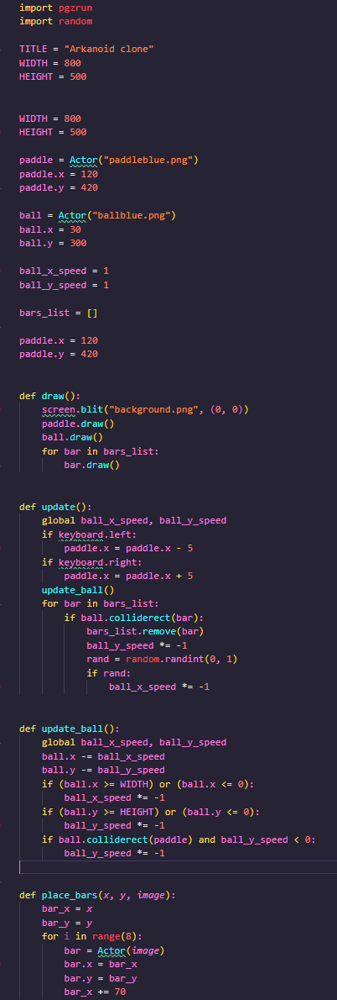 import pgzrun
import random
TITLE = "Arkanoid clone"
WIDTH = 800
HEIGHT = 500
WIDTH = 800
HEIGHT = 500
paddle = Actor("paddleblue.png")
paddle.x = 120
paddle.y = 420
ball = Actor("ballblue.png")
ball.x = 30
ball.y = 300
ball_x_speed = 1
ball_y_speed = 1
bars_list = []
paddle.x = 120
paddle.y = 420
def draw():
    screen.blit("background.png", (0, 0))
    paddle.draw()
    ball.draw()
    for bar in bars_list:
        bar.draw()
def update():
    global ball_x_speed, ball_y_speed
    if keyboard.left:
        paddle.x = paddle.x - 5
    if keyboard.right:
        paddle.x = paddle.x + 5
    update_ball()
    for bar in bars_list:
        if ball.colliderect(bar):
            bars_list.remove(bar)
            ball_y_speed *= -1
            rand = random.randint(0, 1)
            if rand:
                ball_x_speed *= -1
def update_ball():
    global ball_x_speed, ball_y_speed
    ball.x -= ball_x_speed
    ball.y -= ball_y_speed
    if (ball.x >= WIDTH) or (ball.x <= 0):
        ball_x_speed *= -1
    if (ball.y >= HEIGHT) or (ball.y <= 0):
        ball_y_speed *= -1
    if ball.colliderect(paddle) and ball_y_speed < 0:
        ball_y_speed *= -1
def place_bars(x, y, image):
    bar_x = x
    bar_y = y
    for i in range(8):
        bar = Actor(image)
        bar.x = bar_x
        bar.y = bar_y
        bar_x += 70